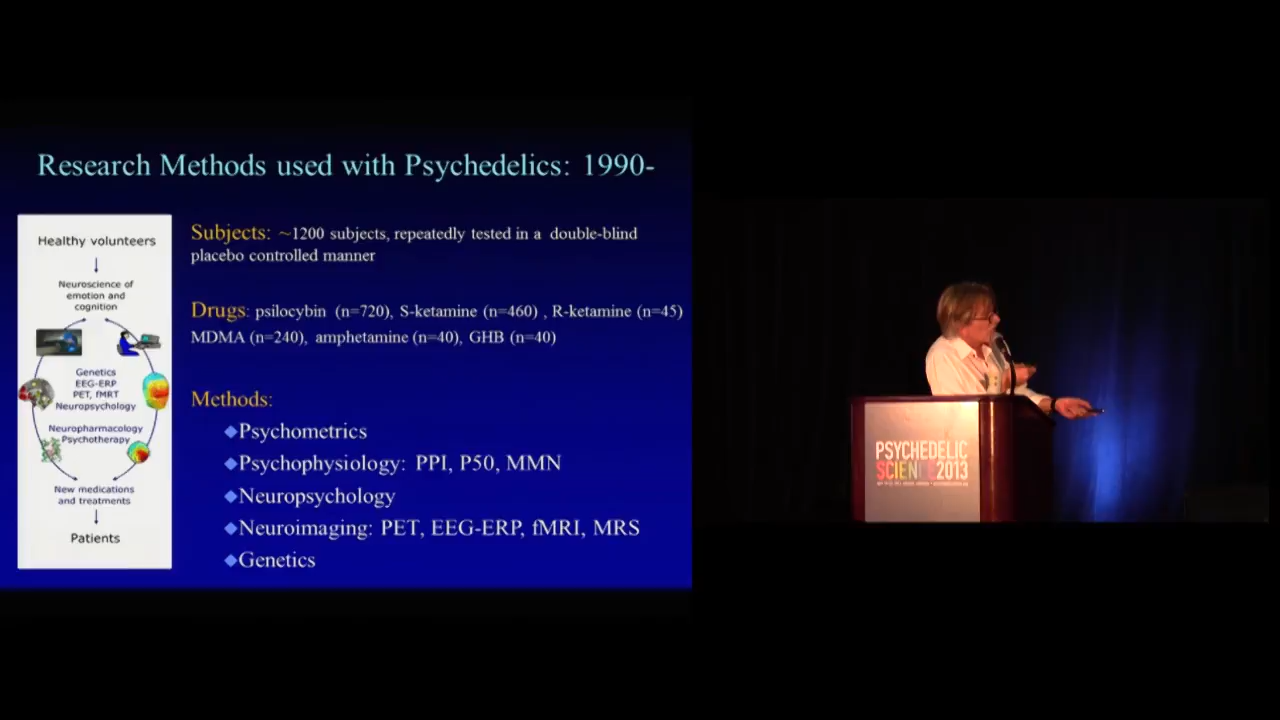 Research Methods used with Psychedelics: 1990-
Healthy volunteers
Neuroscience of
emotion and
cognition
Genetics
EEG-ERP
PET, fMRT
Neuropsychology
Neuropharmacology
Psychotherapy
New medications
and treatments
Patients
Subjects: ~1200 subjects, repeatedly tested in a double-blind
placebo controlled manner
Drugs: psilocybin (n=720), S-ketamine (n=460) , R-ketamine (n=45)
MDMA (n=240), amphetamine (n=40), GHB (n=40)
Methods:
◆Psychometrics
◆Psychophysiology: PPI, P50, MMN
◆Neuropsychology
◆Neuroimaging: PET, EEG-ERP, fMRI, MRS
◆Genetics
PSYCHEDELIC
SCIENCE2013